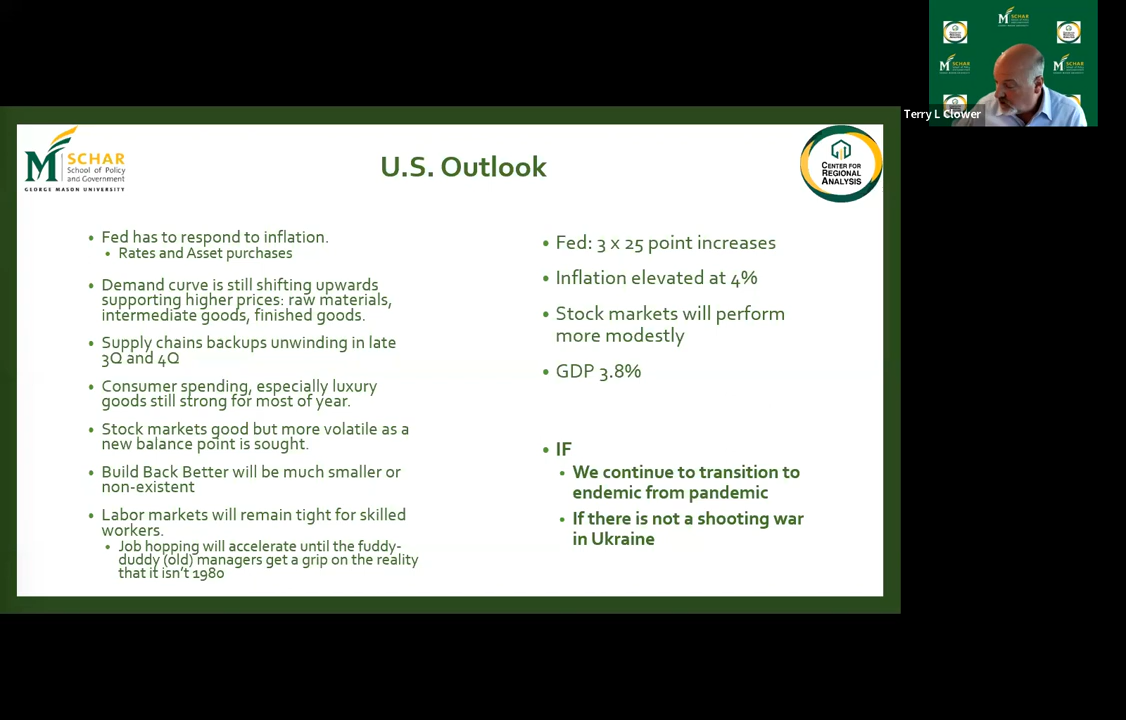 SCHAR
School of Policy
and Government
GEORGE MASON UNIVERSITY
U.S. Outlook
CENTER FOR
REGIONAL
ANALYSIS
• Fed has to respond to inflation.
• Rates and Asset purchases
• Demand curve is still shifting upwards
supporting higher prices: raw materials,
intermediate goods, finished goods.
• Supply chains backups unwinding in late
3Q and 4Q
• Consumer spending, especially luxury
goods still strong for most of year.
• Stock markets good but more volatile as a
new balance point is sought.
• Build Back Better will be much smaller or
non-existent
• Labor markets will remain tight for skilled
workers.
• Job hopping will accelerate until the fuddy-
duddy (old) managers get a grip on the reality
that it isn't 1980
• Fed: 3 x 25 point increases
• Inflation elevated at 4%
• Stock markets will perform
more modestly
• GDP 3.8%
• IF
• We continue to transition to
endemic from pandemic
• If there is not a shooting war
in Ukraine
M SCHAR
M SCHAR
M SCHAR
Terry L Clower